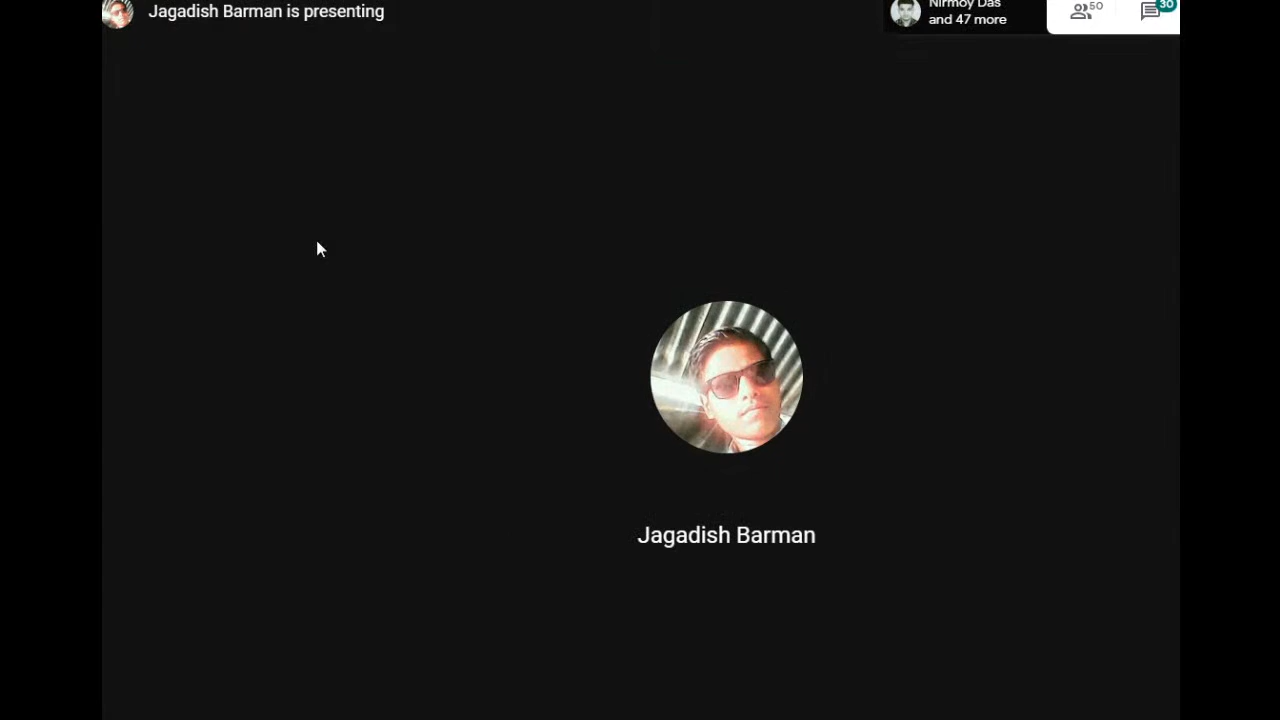 Jagadish Barman is presenting
Nirmoy Das
and 47 more
50
30
Jagadish Barman